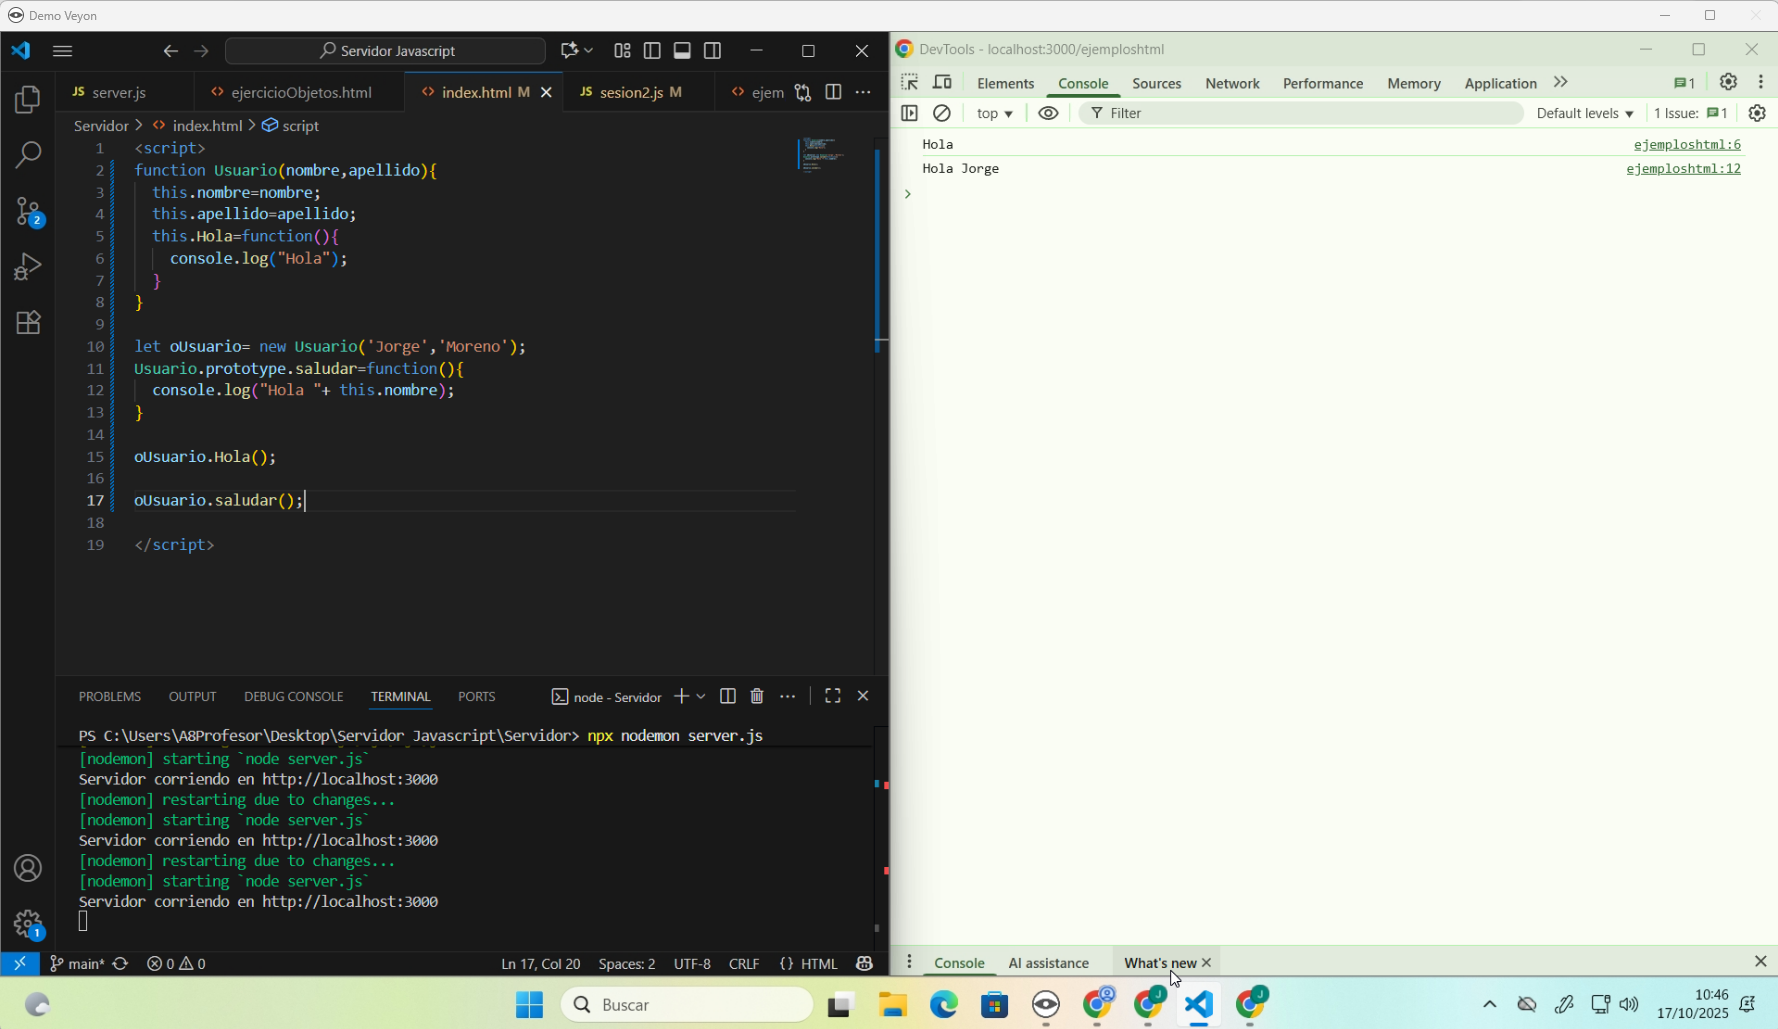 Demo Veyon
Servidor Javascript
JS server.js
<> ejercicioObjetos.html
<> index.html M
JS sesion2.js M
<> ejem
Servidor > <> index.html > script
1 <script>
2 function Usuario(nombre,apellido){
3 this.nombre=nombre;
4 this.apellido=apellido;
5 this.Hola=function(){
6 console.log("Hola");
7 }
8 }
9
10 let oUsuario= new Usuario('Jorge','Moreno');
11 Usuario.prototype.saludar=function(){
12 console.log("Hola "+ this.nombre);
13 }
14
15 oUsuario.Hola();
16
17 oUsuario.saludar();
18
19 </script>
PROBLEMS OUTPUT DEBUG CONSOLE TERMINAL PORTS
node - Servidor
PS C:\Users\A8Profesor\Desktop\Servidor Javascript\Servidor> npx nodemon server.js
[nodemon] starting `node server.js`
Servidor corriendo en http://localhost:3000
[nodemon] restarting due to changes...
[nodemon] starting `node server.js`
Servidor corriendo en http://localhost:3000
[nodemon] restarting due to changes...
[nodemon] starting `node server.js`
Servidor corriendo en http://localhost:3000
2
1
main* 0 0 Ln 17, Col 20 Spaces: 2 UTF-8 CRLF {} HTML
DevTools - localhost:3000/ejemploshtml
Elements Console Sources Network Performance Memory Application 1
top Filter Default levels 1 Issue: 1
Hola ejemploshtml:6
Hola Jorge ejemploshtml:12
Console AI assistance What's new
Buscar
J
J
10:46
17/10/2025